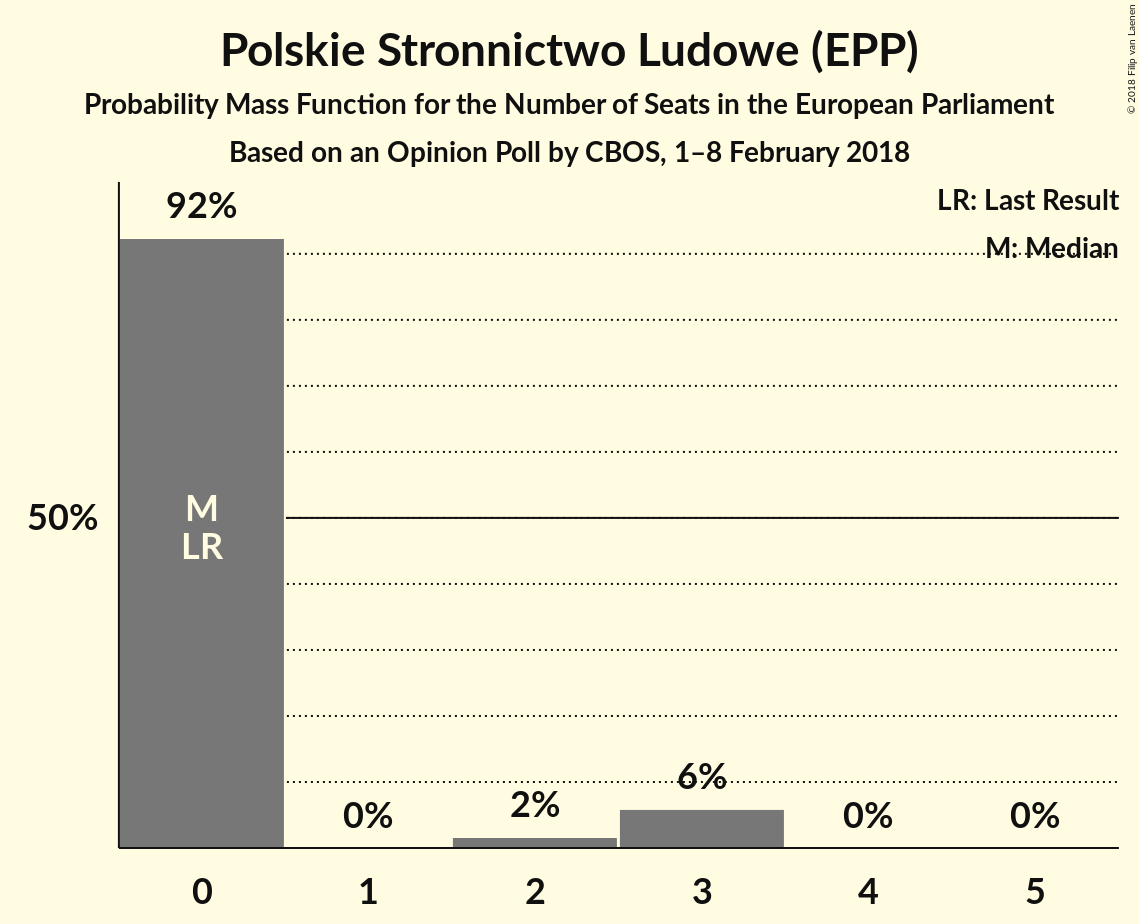 Polskie Stronnictwo Ludowe (EPP)
Probability Mass Function for the Number of Seats in the European Parliament
Based on an Opinion Poll by CBOS, 1–8 February 2018
© 2018 Filip van Laenen
LR: Last Result
M: Median
92%
50%
M
LR
0%
2%
6%
0%
0%
0
1
2
3
4
5